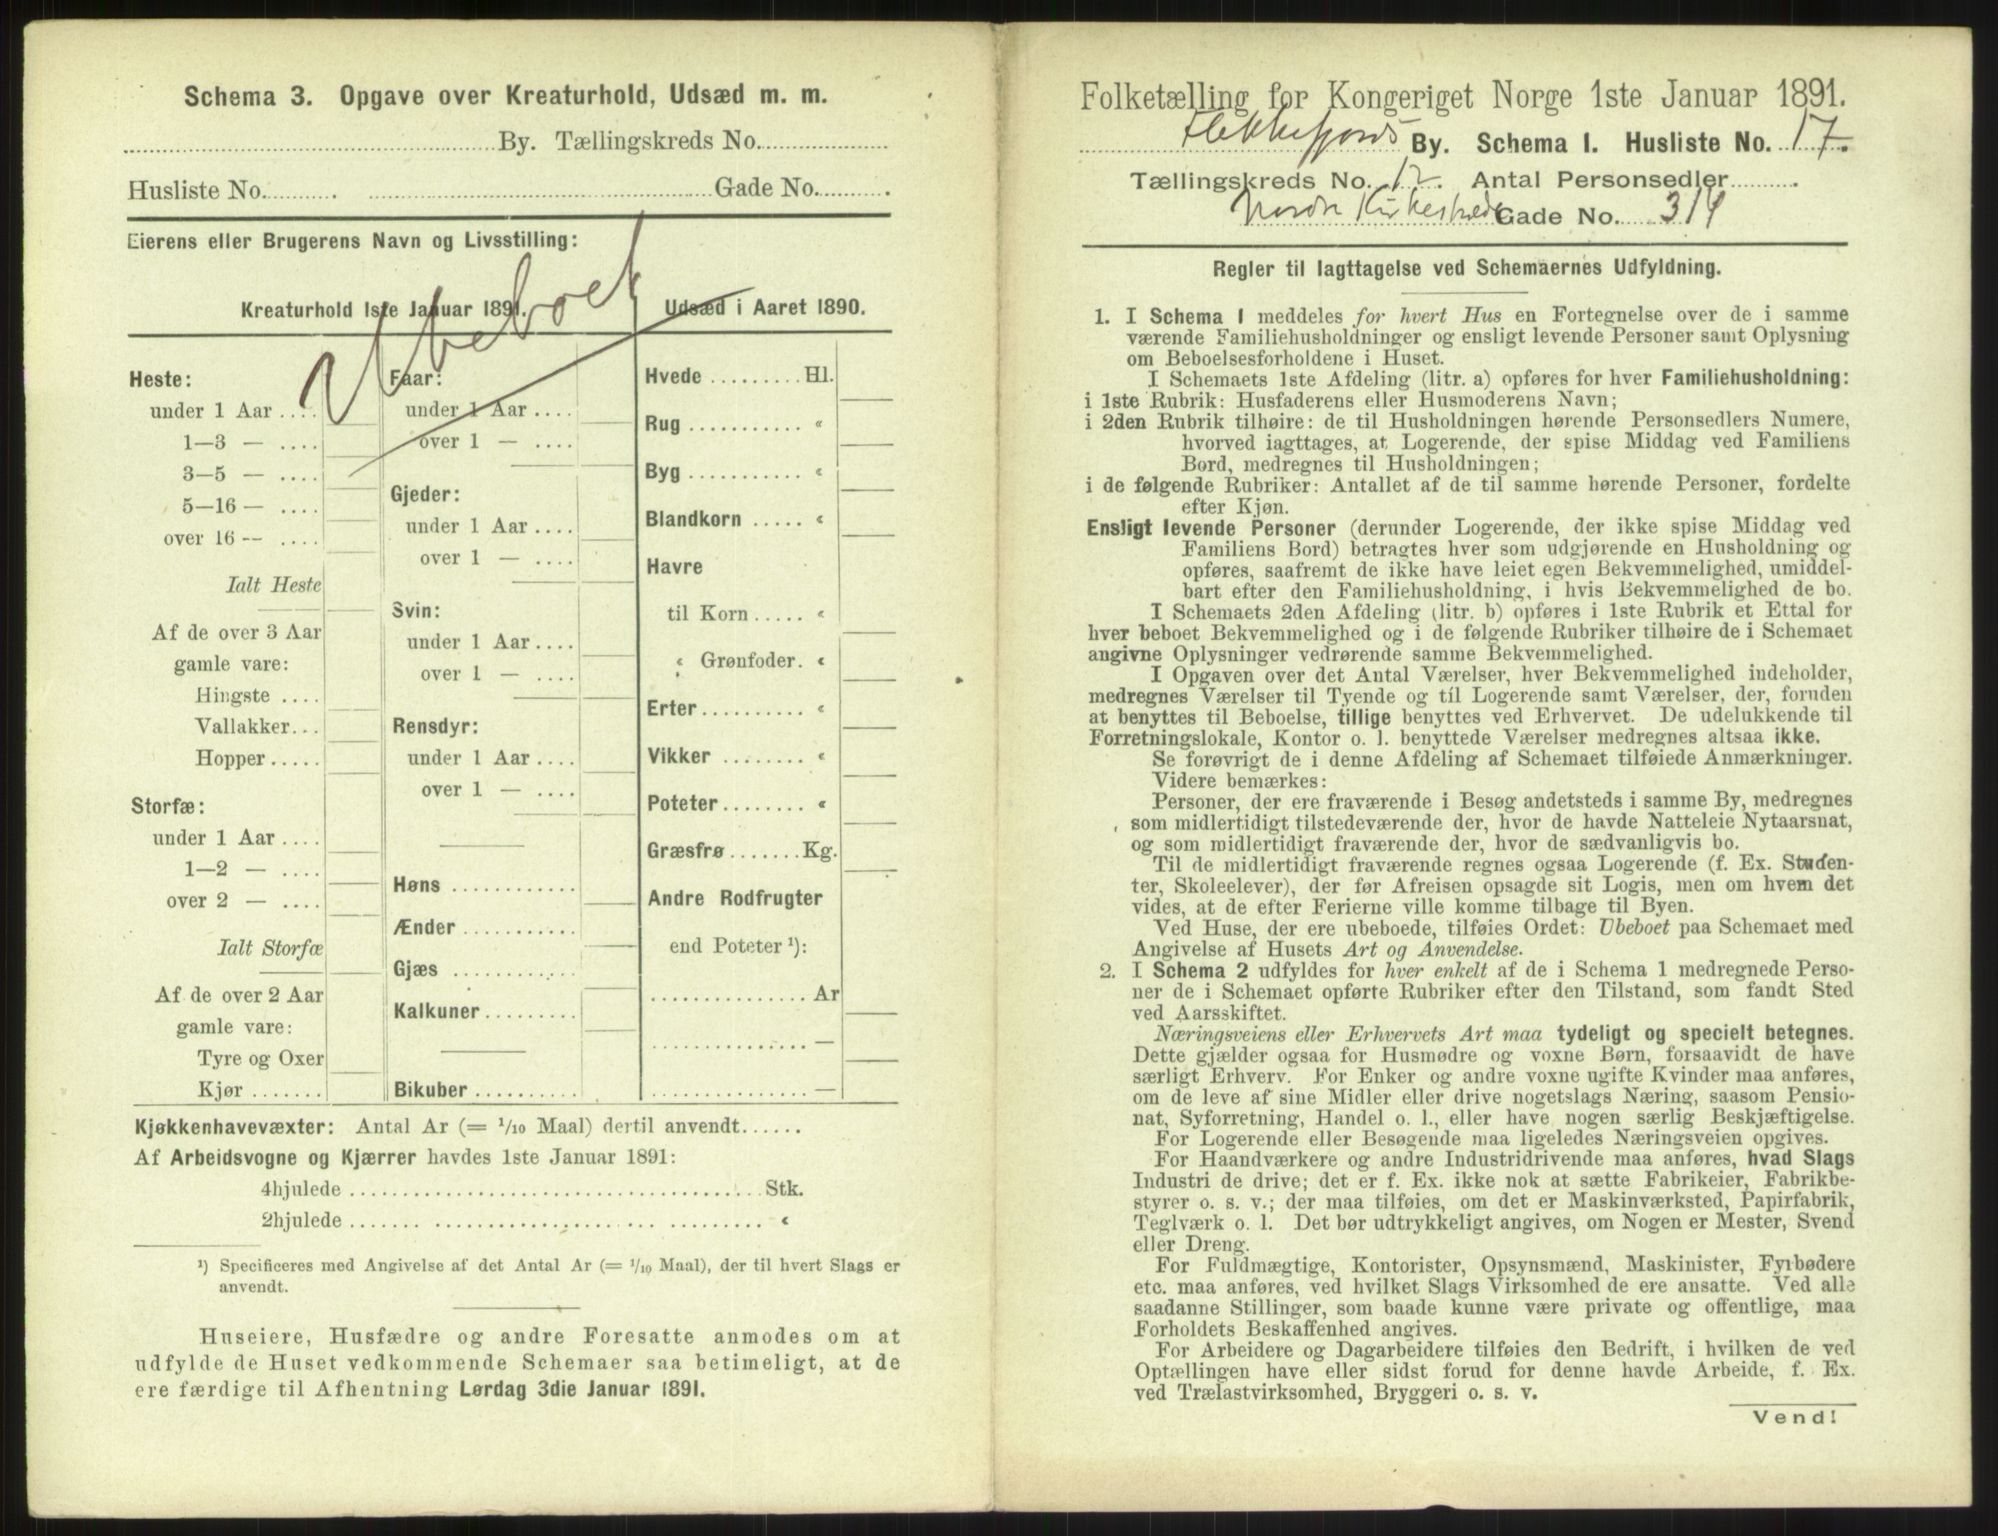 Schema 3. Opgave over Kreaturhold, Udsæd m. m.
By. Tællingskreds No.
Husliste No. Gade No.
Eierens eller Brugerens Navn og Livsstilling:
Ubeboet
Kreaturhold 1ste Januar 1891.
Heste:
under 1 Aar ....
1—3 — ....
3—5 — ....
5—16 — ....
over 16 — ....
Ialt Heste
Af de over 3 Aar
gamle vare:
Hingste ....
Vallakker...
Hopper.....
Storfæ:
under 1 Aar ....
1—2 — ....
over 2 — ....
Ialt Storfæ
Af de over 2 Aar
gamle vare:
Tyre og Oxer
Kjør .......
Faar:
under 1 Aar ....
over 1 — ....
Gjeder:
under 1 Aar ....
over 1 — ....
Svin:
under 1 Aar ....
over 1 — ....
Rensdyr:
under 1 Aar ....
over 1 — ....
Høns ............
Ænder ...........
Gjæs ............
Kalkuner.........
Bikuber ..........
Udsæd i Aaret 1890.
Hvede ......... Hl.
Rug ........... «
Byg ........... «
Blandkorn ..... «
Havre
til Korn ..... «
« Grønfoder. «
Erter.......... «
Vikker ........ «
Poteter........ «
Græsfrø ....... Kg.
Andre Rodfrugter
end Poteter ¹):
............... Ar
............... —
............... —
Kjøkkenhavevæxter: Antal Ar (= 1/10 Maal) dertil anvendt......
Af Arbeidsvogne og Kjærrer havdes 1ste Januar 1891:
4hjulede .................................... Stk.
2hjulede .................................... «
¹) Specificeres med Angivelse af det Antal Ar (= 1/10 Maal), der til hvert Slags er
anvendt.
Huseiere, Husfædre og andre Foresatte anmodes om at
udfylde de Huset vedkommende Schemaer saa betimeligt, at de
ere færdige til Afhentning Lørdag 3die Januar 1891.
Folketælling for Kongeriget Norge 1ste Januar 1891.
Flekkefjords By. Schema I. Husliste No. 17.
Tællingskreds No. 12. Antal Personsedler .
Nordre Kirkestræde Gade No. 314
Regler til Iagttagelse ved Schemaernes Udfyldning.
1. I Schema 1 meddeles for hvert Hus en Fortegnelse over de i samme
værende Familiehusholdninger og ensligt levende Personer samt Oplysning
om Beboelsesforholdene i Huset.
I Schemaets 1ste Afdeling (litr. a) opføres for hver Familiehusholdning:
i 1ste Rubrik: Husfaderens eller Husmoderens Navn;
i 2den Rubrik tilhøire: de til Husholdningen hørende Personsedlers Numere,
hvorved iagttages, at Logerende, der spise Middag ved Familiens
Bord, medregnes til Husholdningen;
i de følgende Rubriker: Antallet af de til samme hørende Personer, fordelte
efter Kjøn.
Ensligt levende Personer (derunder Logerende, der ikke spise Middag ved
Familiens Bord) betragtes hver som udgjørende en Husholdning og
opføres, saafremt de ikke have leiet egen Bekvemmelighed, umiddel-
bart efter den Familiehusholdning, i hvis Bekvemmelighed de bo.
I Schemaets 2den Afdeling (litr. b) opføres i 1ste Rubrik et Ettal for
hver beboet Bekvemmelighed og i de følgende Rubriker tilhøire de i Schemaet
angivne Oplysninger vedrørende samme Bekvemmelighed.
I Opgaven over det Antal Værelser, hver Bekvemmelighed indeholder,
medregnes Værelser til Tyende og til Logerende samt Værelser, der, foruden
at benyttes til Beboelse, tillige benyttes ved Erhvervet. De udelukkende til
Forretningslokale, Kontor o. l. benyttede Værelser medregnes altsaa ikke.
Se forøvrigt de i denne Afdeling af Schemaet tilføiede Anmærkninger.
Videre bemærkes:
Personer, der ere fraværende i Besøg andetsteds i samme By, medregnes
som midlertidigt tilstedeværende der, hvor de havde Natteleie Nytaarsnat,
og som midlertidigt fraværende der, hvor de sædvanligvis bo.
Til de midlertidigt fraværende regnes ogsaa Logerende (f. Ex. Studen-
ter, Skoleelever), der før Afreisen opsagde sit Logis, men om hvem det
vides, at de efter Ferierne ville komme tilbage til Byen.
Ved Huse, der ere ubeboede, tilføies Ordet: Ubeboet paa Schemaet med
Angivelse af Husets Art og Anvendelse.
2. I Schema 2 udfyldes for hver enkelt af de i Schema 1 medregnede Perso-
ner de i Schemaet opførte Rubriker efter den Tilstand, som fandt Sted
ved Aarsskiftet.
Næringsveiens eller Erhvervets Art maa tydeligt og specielt betegnes.
Dette gjælder ogsaa for Husmødre og voxne Børn, forsaavidt de have
særligt Erhverv. For Enker og andre voxne ugifte Kvinder maa anføres,
om de leve af sine Midler eller drive nogetslags Næring, saasom Pensio-
nat, Syforretning, Handel o. l., eller have nogen særlig Beskjæftigelse.
For Logerende eller Besøgende maa ligeledes Næringsveien opgives.
For Haandværkere og andre Industridrivende maa anføres, hvad Slags
Industri de drive; det er f. Ex. ikke nok at sætte Fabrikeier, Fabrikbe-
styrer o. s. v.; der maa tilføies, om det er Maskinværksted, Papirfabrik,
Teglværk o. l. Det bør udtrykkeligt angives, om Nogen er Mester, Svend
eller Dreng.
For Fuldmægtige, Kontorister, Opsynsmænd, Maskinister, Fyrbødere
etc. maa anføres, ved hvilket Slags Virksomhed de ere ansatte. Ved alle
saadanne Stillinger, som baade kunne være private og offentlige, maa
Forholdets Beskaffenhed angives.
For Arbeidere og Dagarbeidere tilføies den Bedrift, i hvilken de ved
Optællingen have eller sidst forud for denne havde Arbeide, f. Ex.
ved Trælastvirksomhed, Bryggeri o. s. v.
Vend!